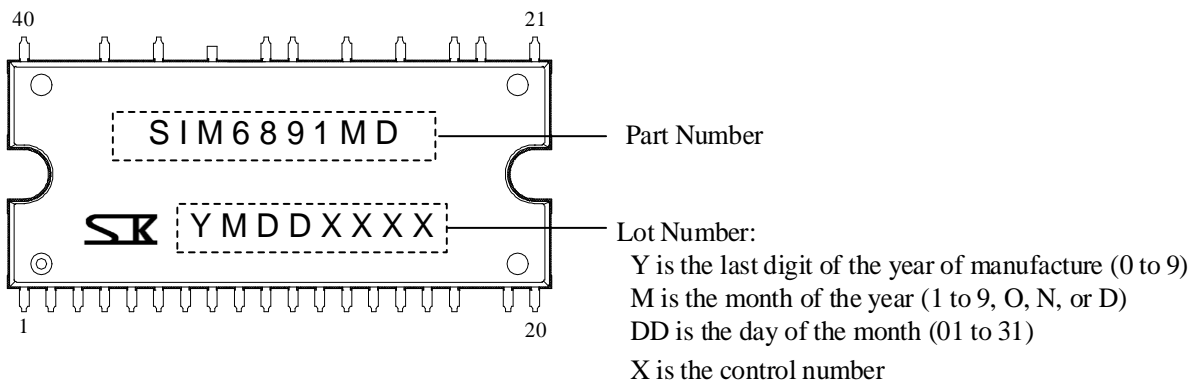 40 21
SIM6891MD
Part Number
SK YMDDXXXX
Lot Number:
Y is the last digit of the year of manufacture (0 to 9)
M is the month of the year (1 to 9, O, N, or D)
DD is the day of the month (01 to 31)
X is the control number
1 20